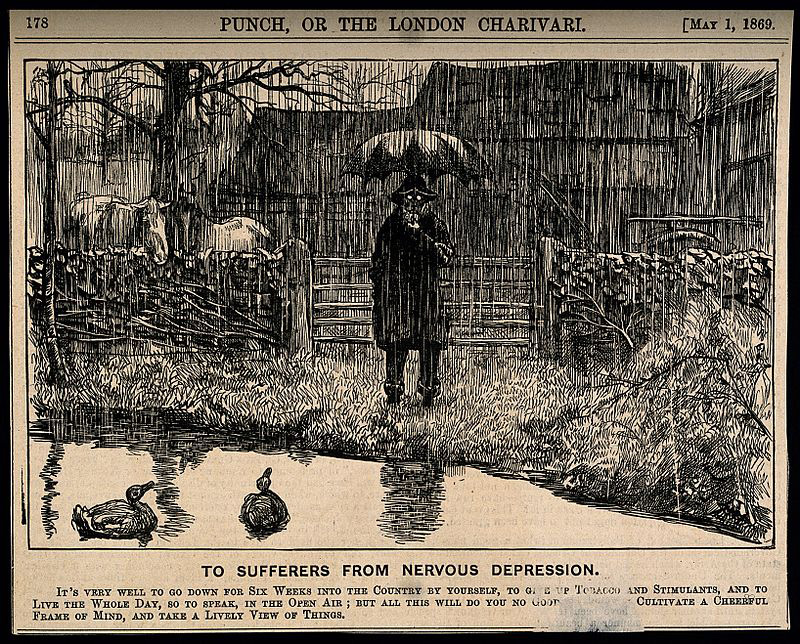 178 PUNCH, OR THE LONDON CHARIVARI. [May 1, 1869.
TO SUFFERERS FROM NERVOUS DEPRESSION.
It's very well to go down for Six Weeks into the Country by yourself, to up Tobacco and Stimulants, and to
Live the Whole Day, so to speak, in the Open Air; but all this will do you no Good Cultivate a Cheerful
Frame of Mind, and take a Lively View of Things.